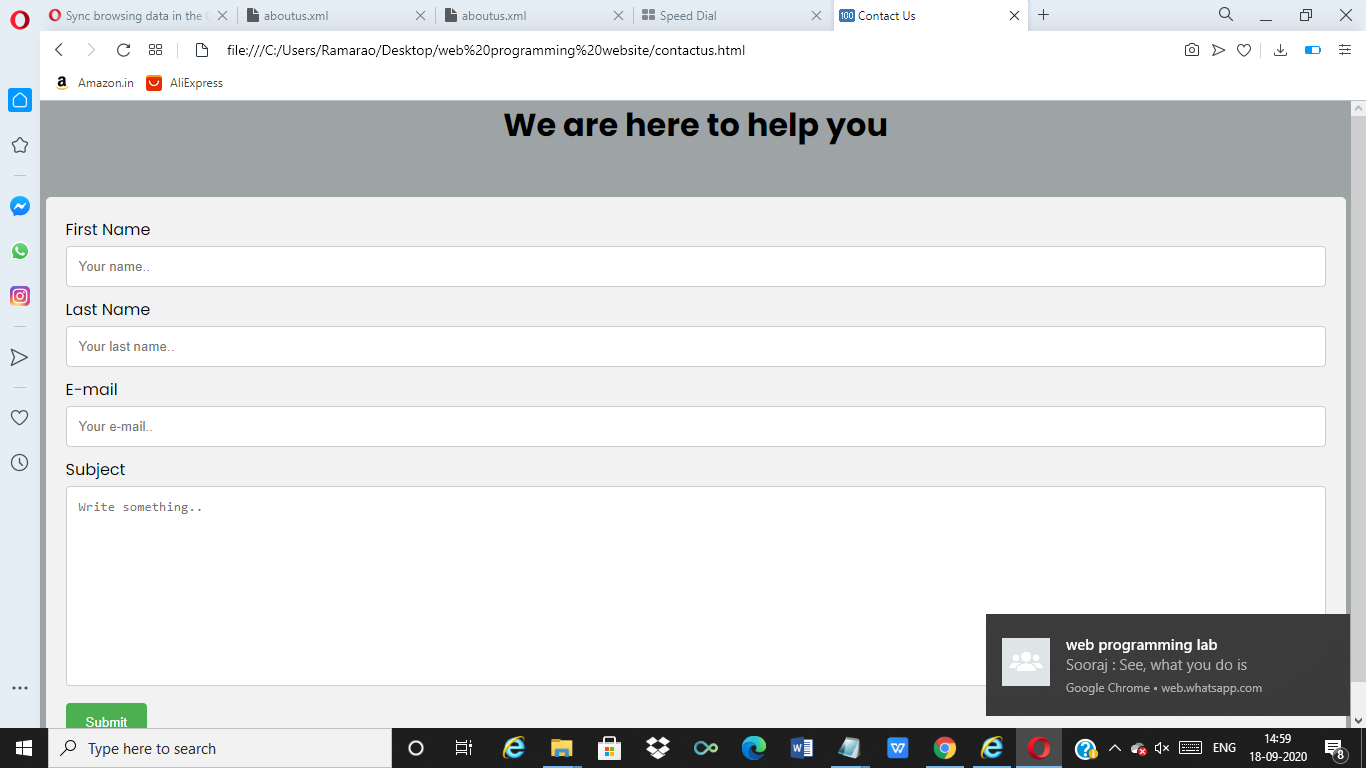 Sync browsing data in the
aboutus.xml
aboutus.xml
Speed Dial
100 Contact Us
file:///C:/Users/Ramarao/Desktop/web%20programming%20website/contactus.html
a Amazon.in
AliExpress
We are here to help you
First Name
Your name..
Last Name
Your last name..
E-mail
Your e-mail..
Subject
Write something..
Submit
web programming lab
Sooraj : See, what you do is
Google Chrome • web.whatsapp.com
Type here to search
ENG
14:59
18-09-2020
8